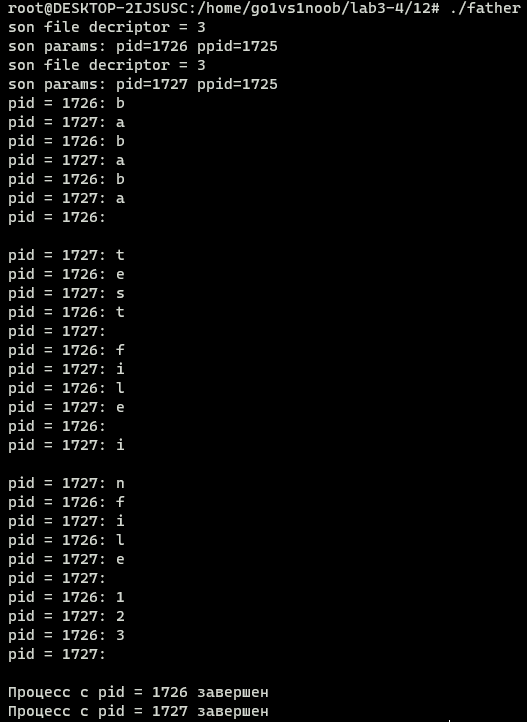 root@DESKTOP-2IJSUSC:/home/go1vs1noob/lab3-4/12# ./father
son file decriptor = 3
son params: pid=1726 ppid=1725
son file decriptor = 3
son params: pid=1727 ppid=1725
pid = 1726: b
pid = 1727: a
pid = 1726: b
pid = 1727: a
pid = 1726: b
pid = 1727: a
pid = 1726:

pid = 1727: t
pid = 1726: e
pid = 1727: s
pid = 1726: t
pid = 1727:
pid = 1726: f
pid = 1727: i
pid = 1726: l
pid = 1727: e
pid = 1726:
pid = 1727: i

pid = 1727: n
pid = 1726: f
pid = 1727: i
pid = 1726: l
pid = 1727: e
pid = 1727:
pid = 1726: 1
pid = 1727: 2
pid = 1726: 3
pid = 1727:

Процесс с pid = 1726 завершен
Процесс с pid = 1727 завершен